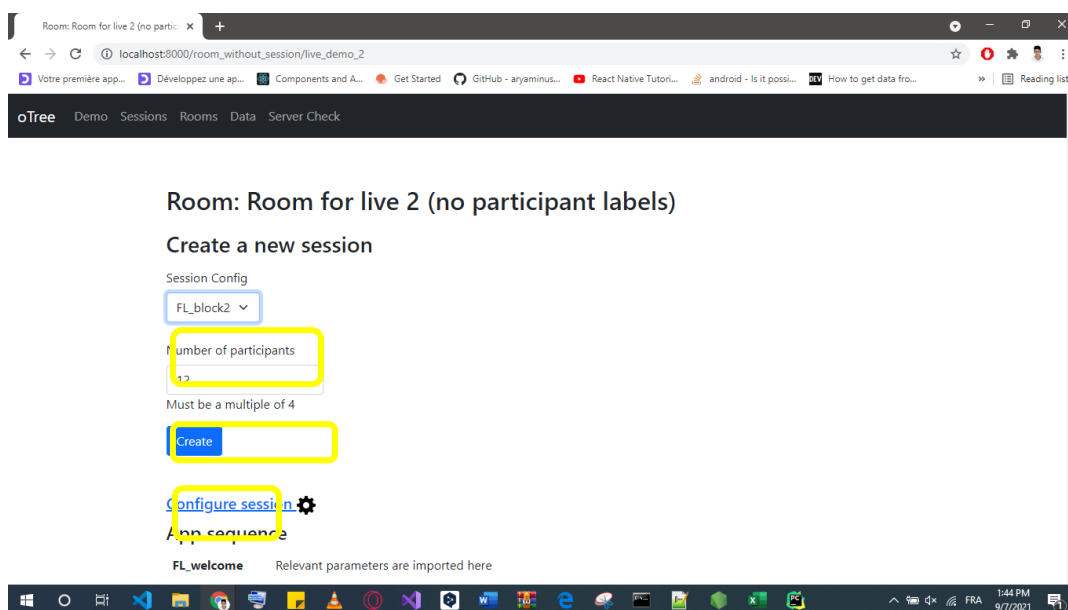 Room: Room for live 2 (no partic
localhost:8000/room_without_session/live_demo_2
Votre première app... Développez une ap... Components and A... Get Started GitHub - aryaminus... React Native Tutori... android - Is it possi... DEV How to get data fro... » Reading list
oTree Demo Sessions Rooms Data Server Check
Room: Room for live 2 (no participant labels)
Create a new session
Session Config
FL_block2
Number of participants
12
Must be a multiple of 4
Create
Configure session
App sequence
FL_welcome Relevant parameters are imported here
FRA 1:44 PM
9/7/2021